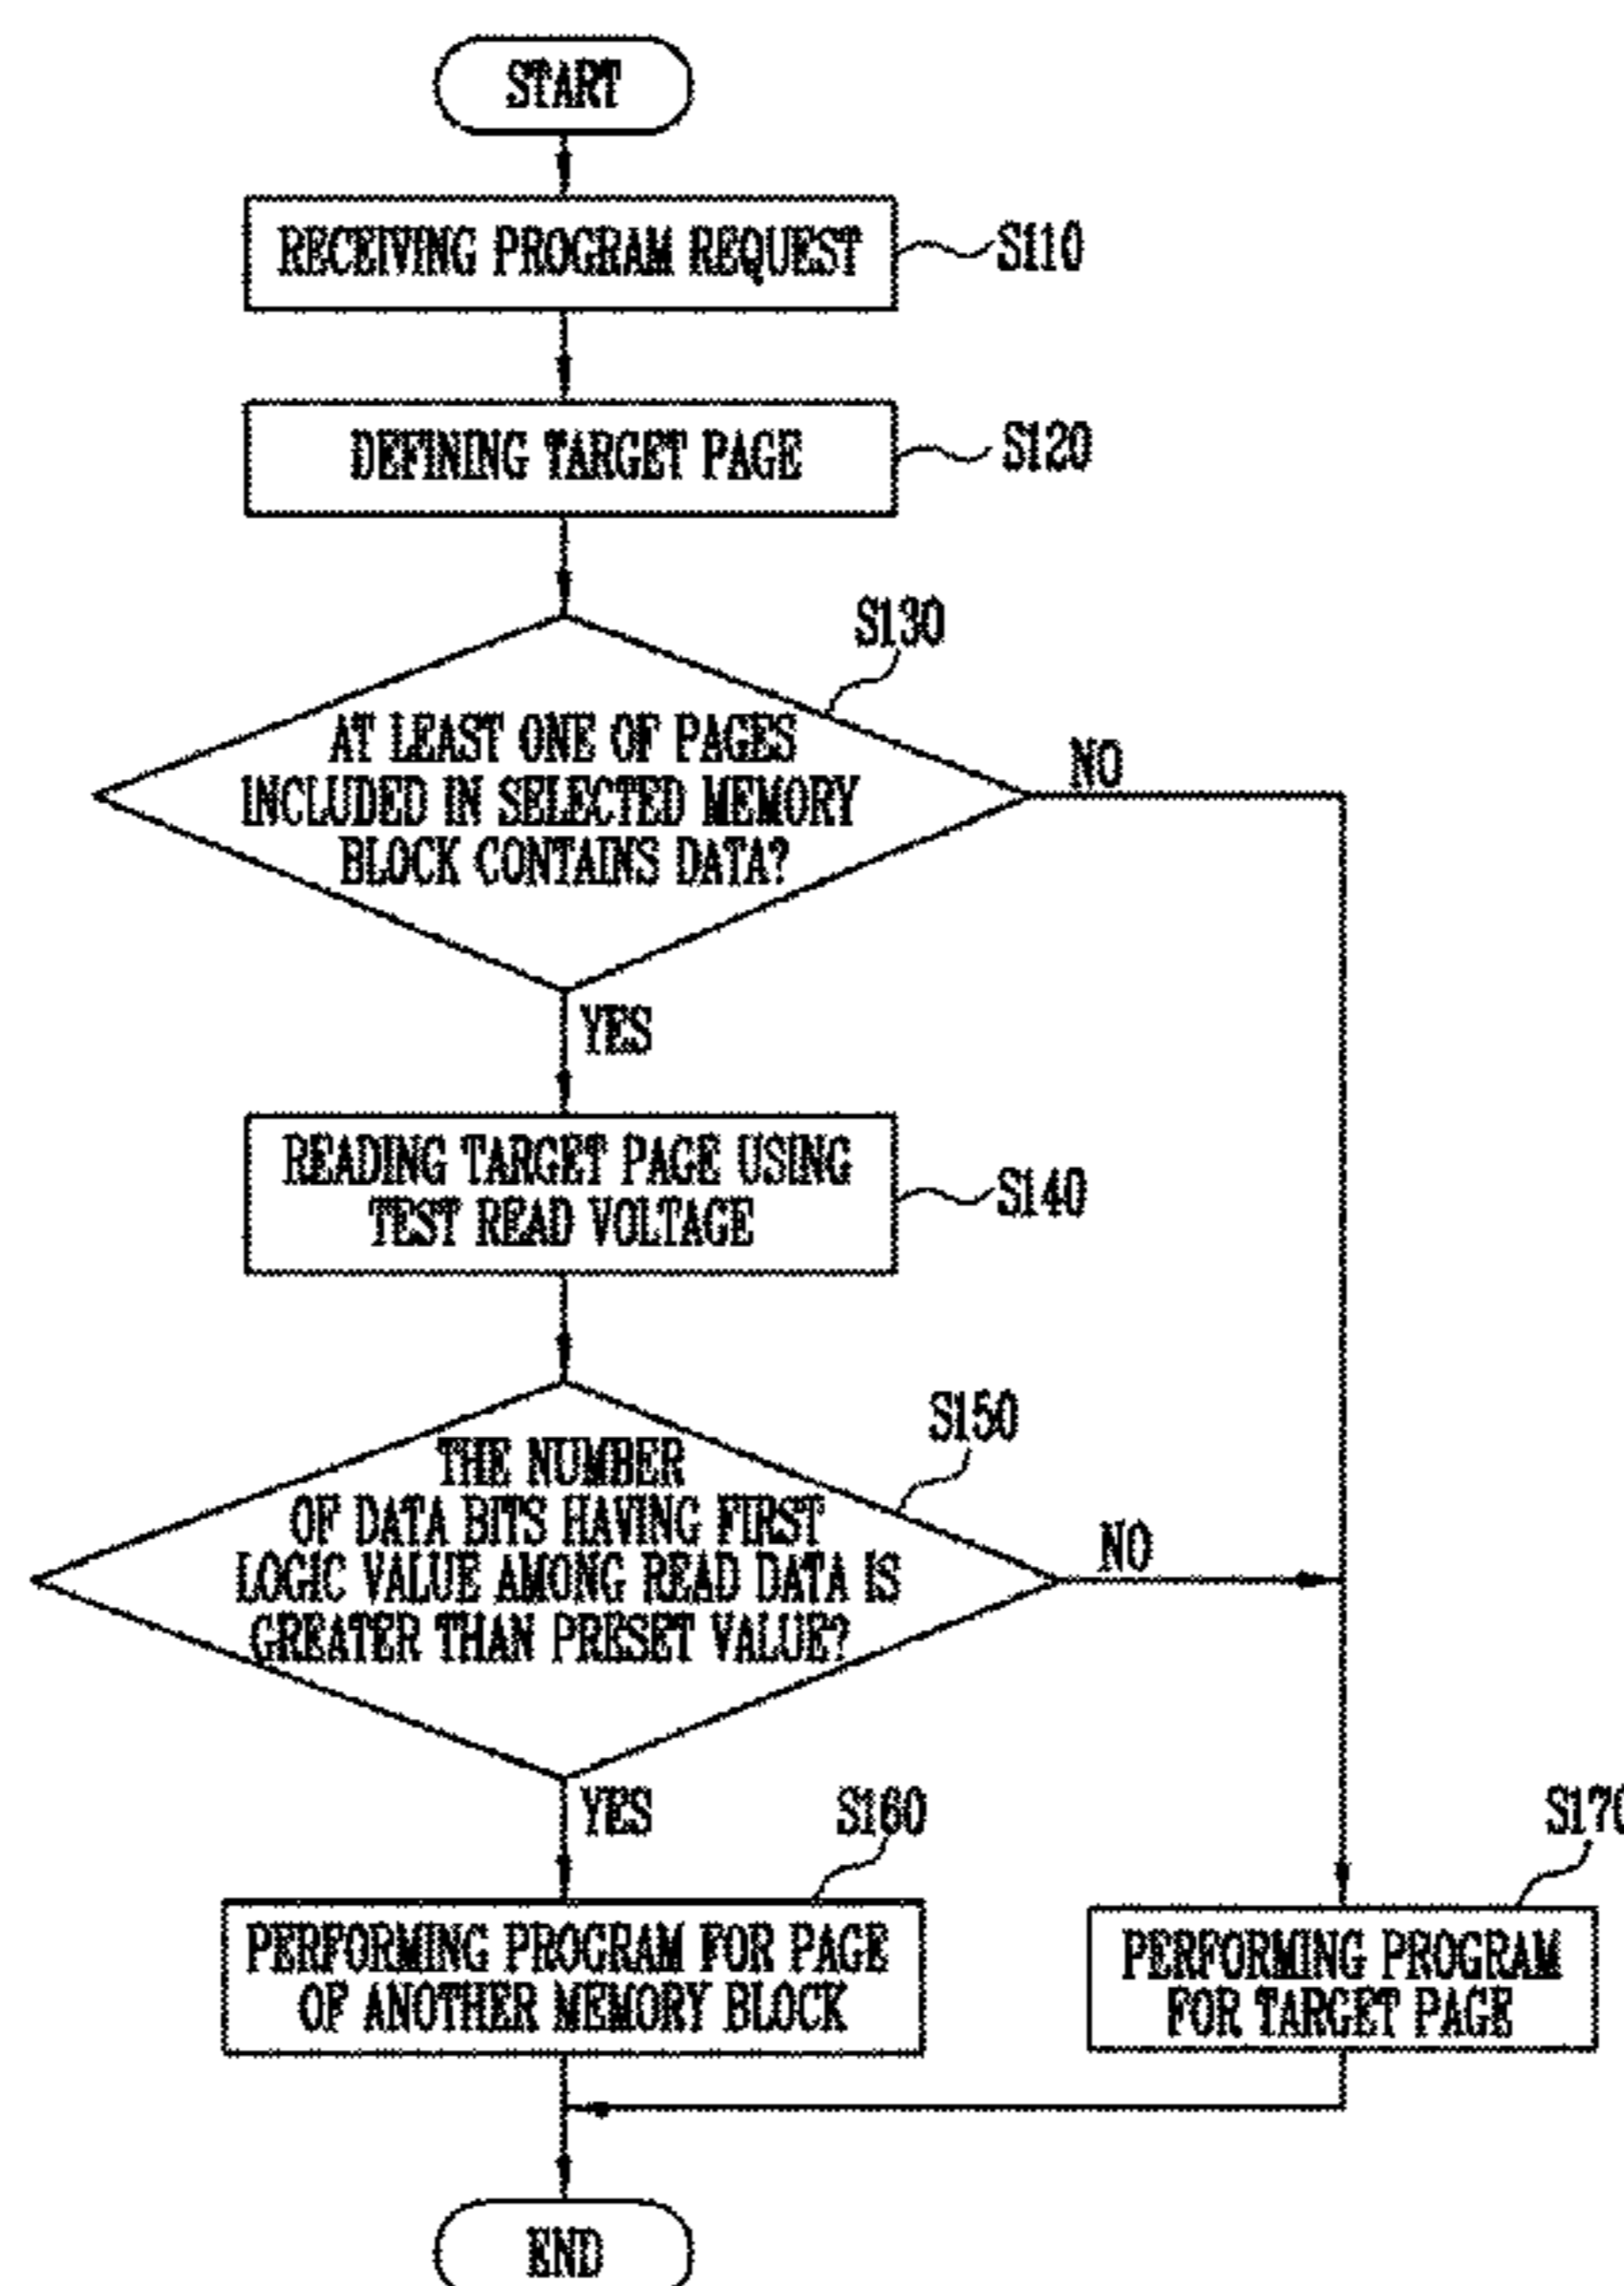 START
RECEIVING PROGRAM REQUEST
S110
DEFINING TARGET PAGE
S120
S130
AT LEAST ONE OF PAGES
INCLUDED IN SELECTED MEMORY
BLOCK CONTAINS DATA?
NO
YES
READING TARGET PAGE USING
TEST READ VOLTAGE
S140
S150
THE NUMBER
OF DATA BITS HAVING FIRST
LOGIC VALUE AMONG READ DATA IS
GREATER THAN PRESET VALUE?
NO
YES
S160
S170
PERFORMING PROGRAM FOR PAGE
OF ANOTHER MEMORY BLOCK
PERFORMING PROGRAM
FOR TARGET PAGE
END